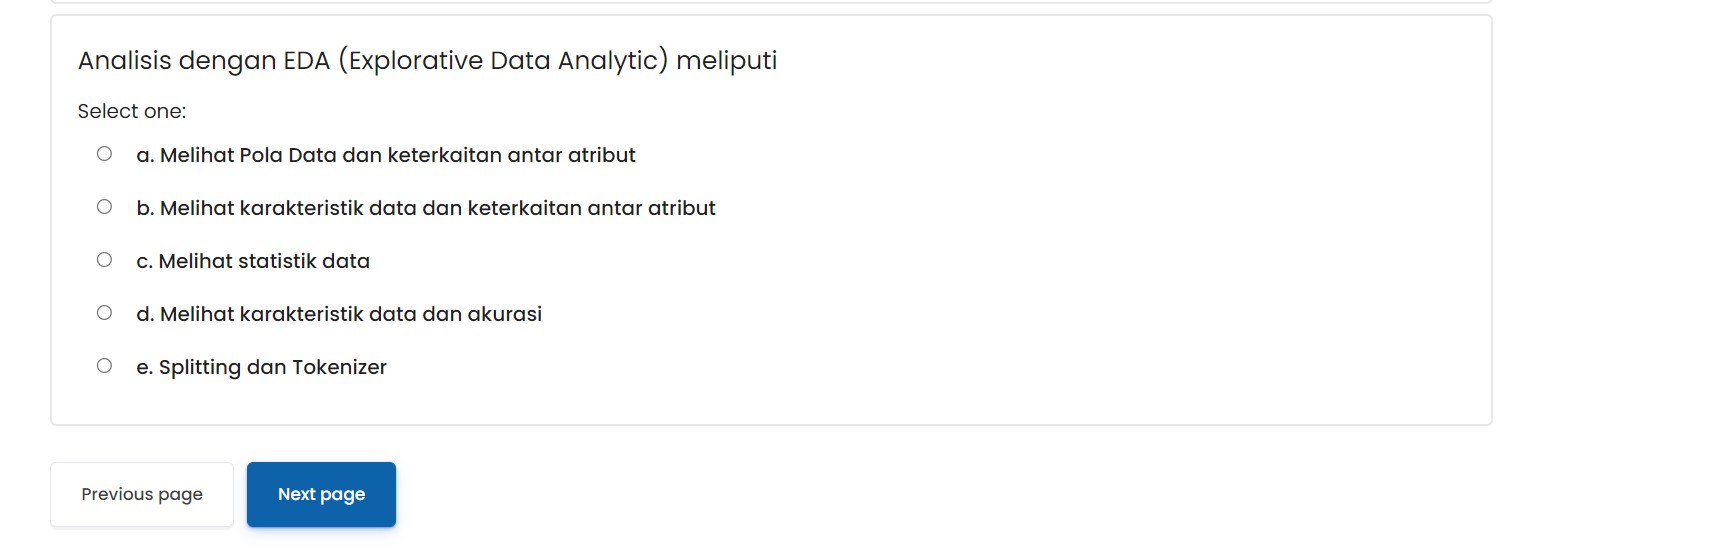 Analisis dengan EDA (Explorative Data Analytic) meliputi
Select one:
a. Melihat Pola Data dan keterkaitan antar atribut
b. Melihat karakteristik data dan keterkaitan antar atribut
c. Melihat statistik data
d. Melihat karakteristik data dan akurasi
e. Splitting dan Tokenizer
Previous page
Next page